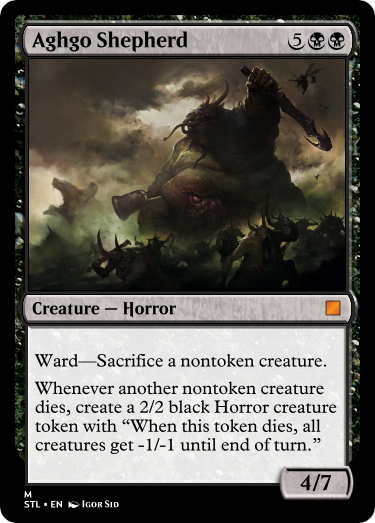 Aghgo Shepherd 5
Creature — Horror
Ward—Sacrifice a nontoken creature.
Whenever another nontoken creature
dies, create a 2/2 black Horror creature
token with “When this token dies, all
creatures get -1/-1 until end of turn.”
4/7
M
STL • EN Igor Sid